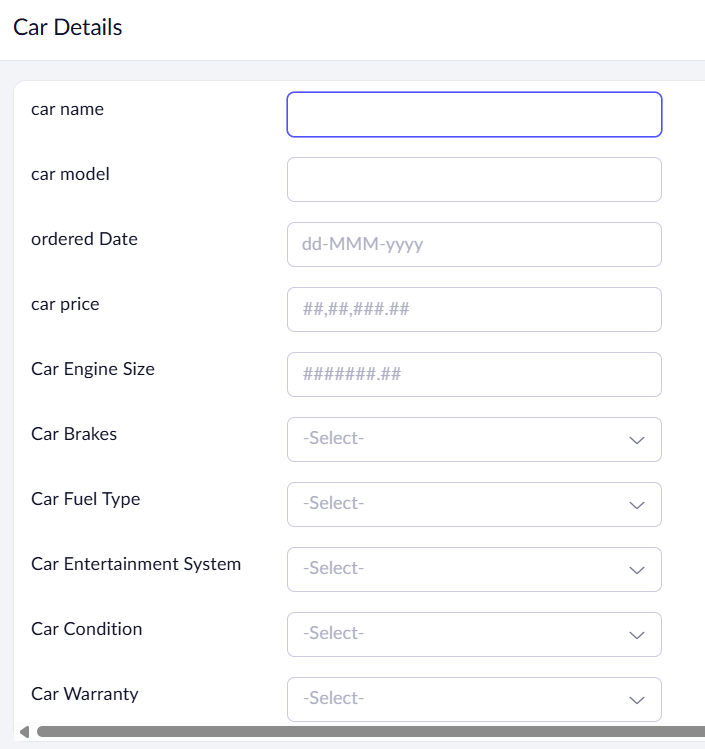 Car Details
car name
car model
ordered Date
dd-MMM-yyyy
car price
##,##,###.##
Car Engine Size
#######.##
Car Brakes
-Select-
Car Fuel Type
-Select-
Car Entertainment System
-Select-
Car Condition
-Select-
Car Warranty
-Select-